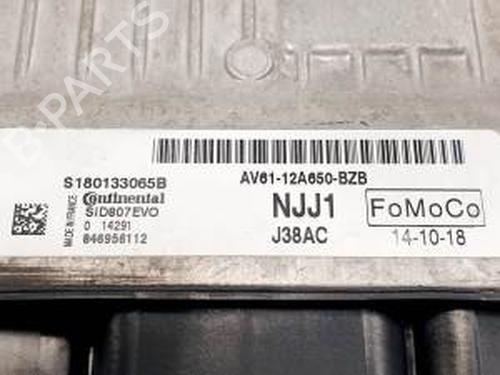 B-PARTS
S180133065B
Continental
SID807EVO
0 14291
846956112
MADE IN FRANCE
AV61-12A650-BZB
NJJ1
J38AC
FoMoCo
14-10-18